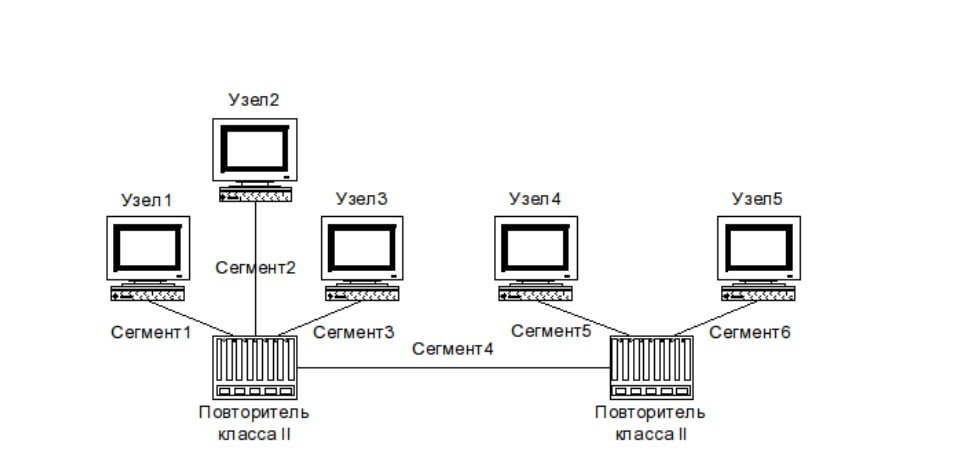 Узел2
Узел1
Узел3
Узел4
Узел5
Сегмент2
Сегмент1
Сегмент3
Сегмент5
Сегмент6
Сегмент4
Повторитель
класса II
Повторитель
класса II